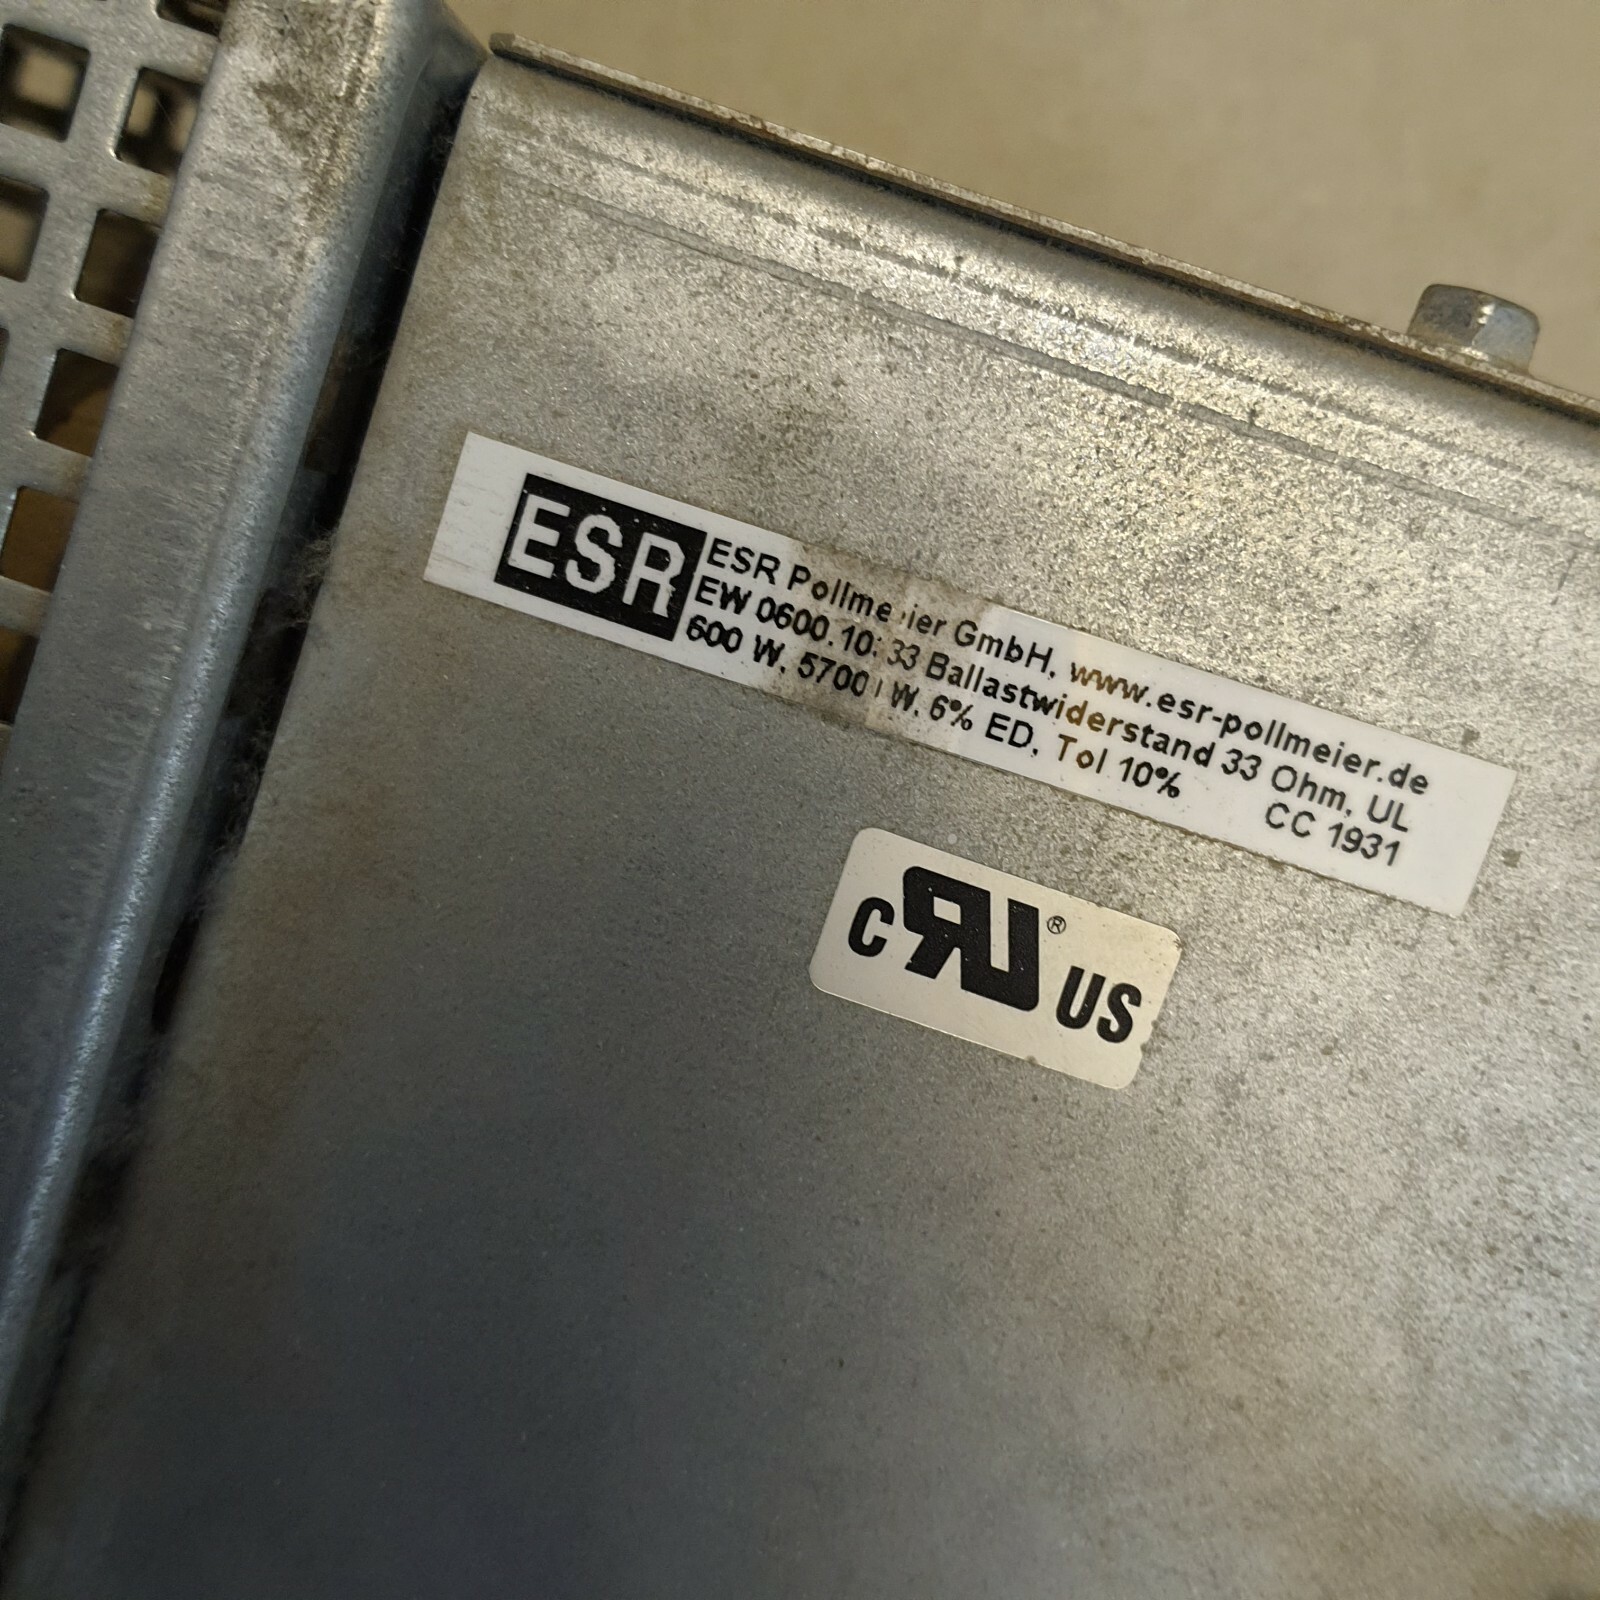 ESR
ESR Pollmeier GmbH, www.esr-pollmeier.de
EW 0600.10 33 Ballastwiderstand 33 Ohm, UL
600 W, 5700 W, 6% ED, Tol 10% CC 1931
c RU ® US